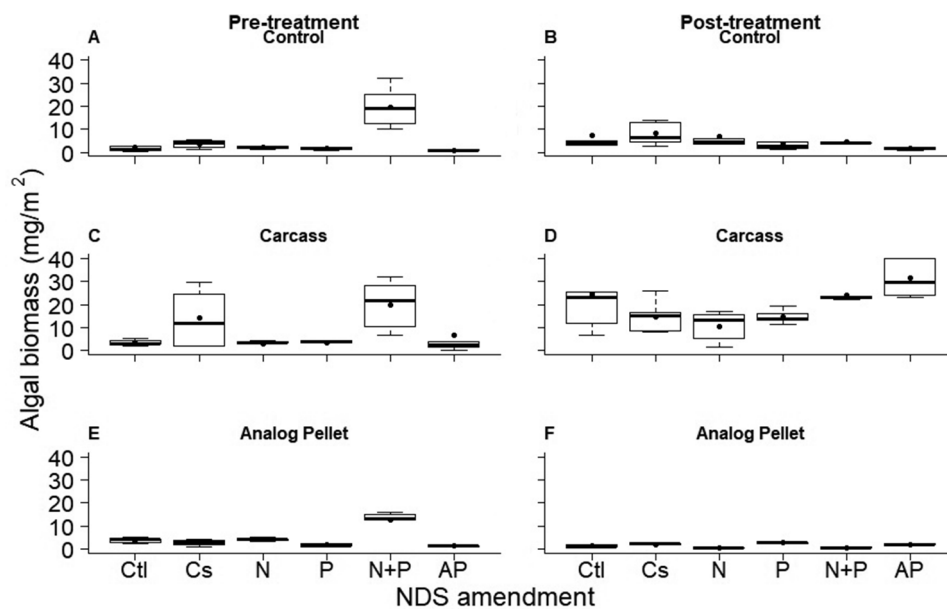 Pre-treatment Post-treatment
A Control B Control
40
30
20
10
0
C Carcass D Carcass
40
30
20
10
0
E Analog Pellet F Analog Pellet
40
30
20
10
0
Ctl Cs N P N+P AP Ctl Cs N P N+P AP
NDS amendment
Algal biomass (mg/m²)